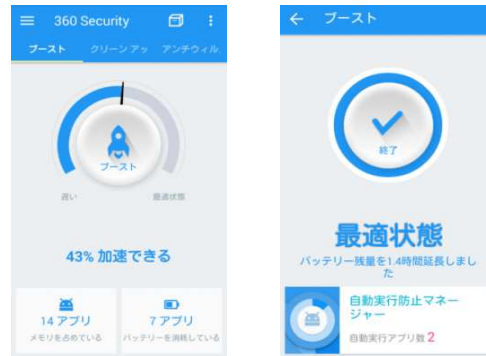 360 Security
ブースト クリーンアッ アンチウィル
ブースト
遅い 最適状態
43% 加速できる
14 アプリ
メモリを占めている
7 アプリ
バッテリーを消耗している
ブースト
終了
最適状態
バッテリー残量を1.4時間延長しまし
た
自動実行防止マネー
ジャー
自動実行アプリ数 2